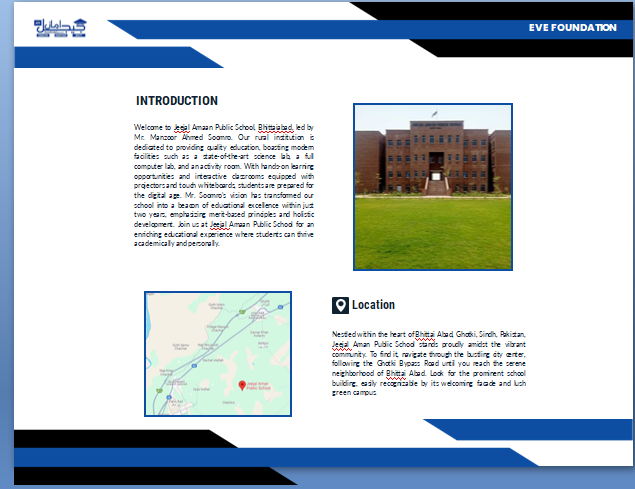 EVE FOUNDATION
INTRODUCTION
Welcome to Jeejal Amaan Public School, Bhittaiabad, led by
Mr. Manzoor Ahmed Soomro. Our rural institution is
dedicated to providing quality education, boasting modern
facilities such as a state-of-the-art science lab, a full
computer lab, and an activity room. With hands-on learning
opportunities and interactive classrooms equipped with
projectors and touch whiteboards, students are prepared for
the digital age. Mr. Soomro's vision has transformed our
school into a beacon of educational excellence within just
two years, emphasizing merit-based principles and holistic
development. Join us at Jeejal Amaan Public School for an
enriching educational experience where students can thrive
academically and personally.
Location
Nestled within the heart of Bhittai Abad, Ghotki, Sindh, Pakistan,
Jeejal Aman Public School stands proudly amidst the vibrant
community. To find it, navigate through the bustling city center,
following the Ghotki Bypass Road until you reach the serene
neighborhood of Bhittai Abad. Look for the prominent school
building, easily recognizable by its welcoming facade and lush
green campus
Jeejal Aman
Public School